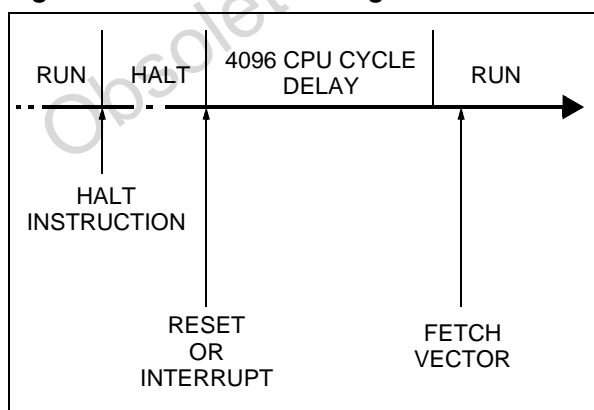 RUN
HALT
4096 CPU CYCLE
DELAY
RUN
HALT
INSTRUCTION
RESET
OR
INTERRUPT
FETCH
VECTOR